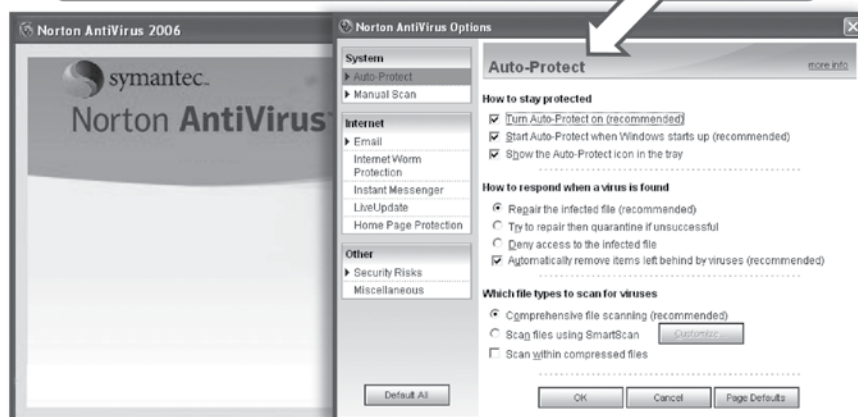 Norton AntiVirus 2006
symantec.
Norton AntiVirus
Norton AntiVirus Options
System
Auto-Protect
Manual Scan
Internet
Email
Internet Worm
Protection
Instant Messenger
LiveUpdate
Home Page Protection
Other
Security Risks
Miscellaneous
Default All
Auto-Protect
more info
How to stay protected
Turn Auto-Protect on (recommended)
Start Auto-Protect when Windows starts up (recommended)
Show the Auto-Protect icon in the tray
How to respond when a virus is found
Repair the infected file (recommended)
Try to repair then quarantine if unsuccessful
Deny access to the infected file
Automatically remove items left behind by viruses (recommended)
Which file types to scan for viruses
Comprehensive file scanning (recommended)
Scan files using SmartScan
Customize...
Scan within compressed files
OK
Cancel
Page Defaults